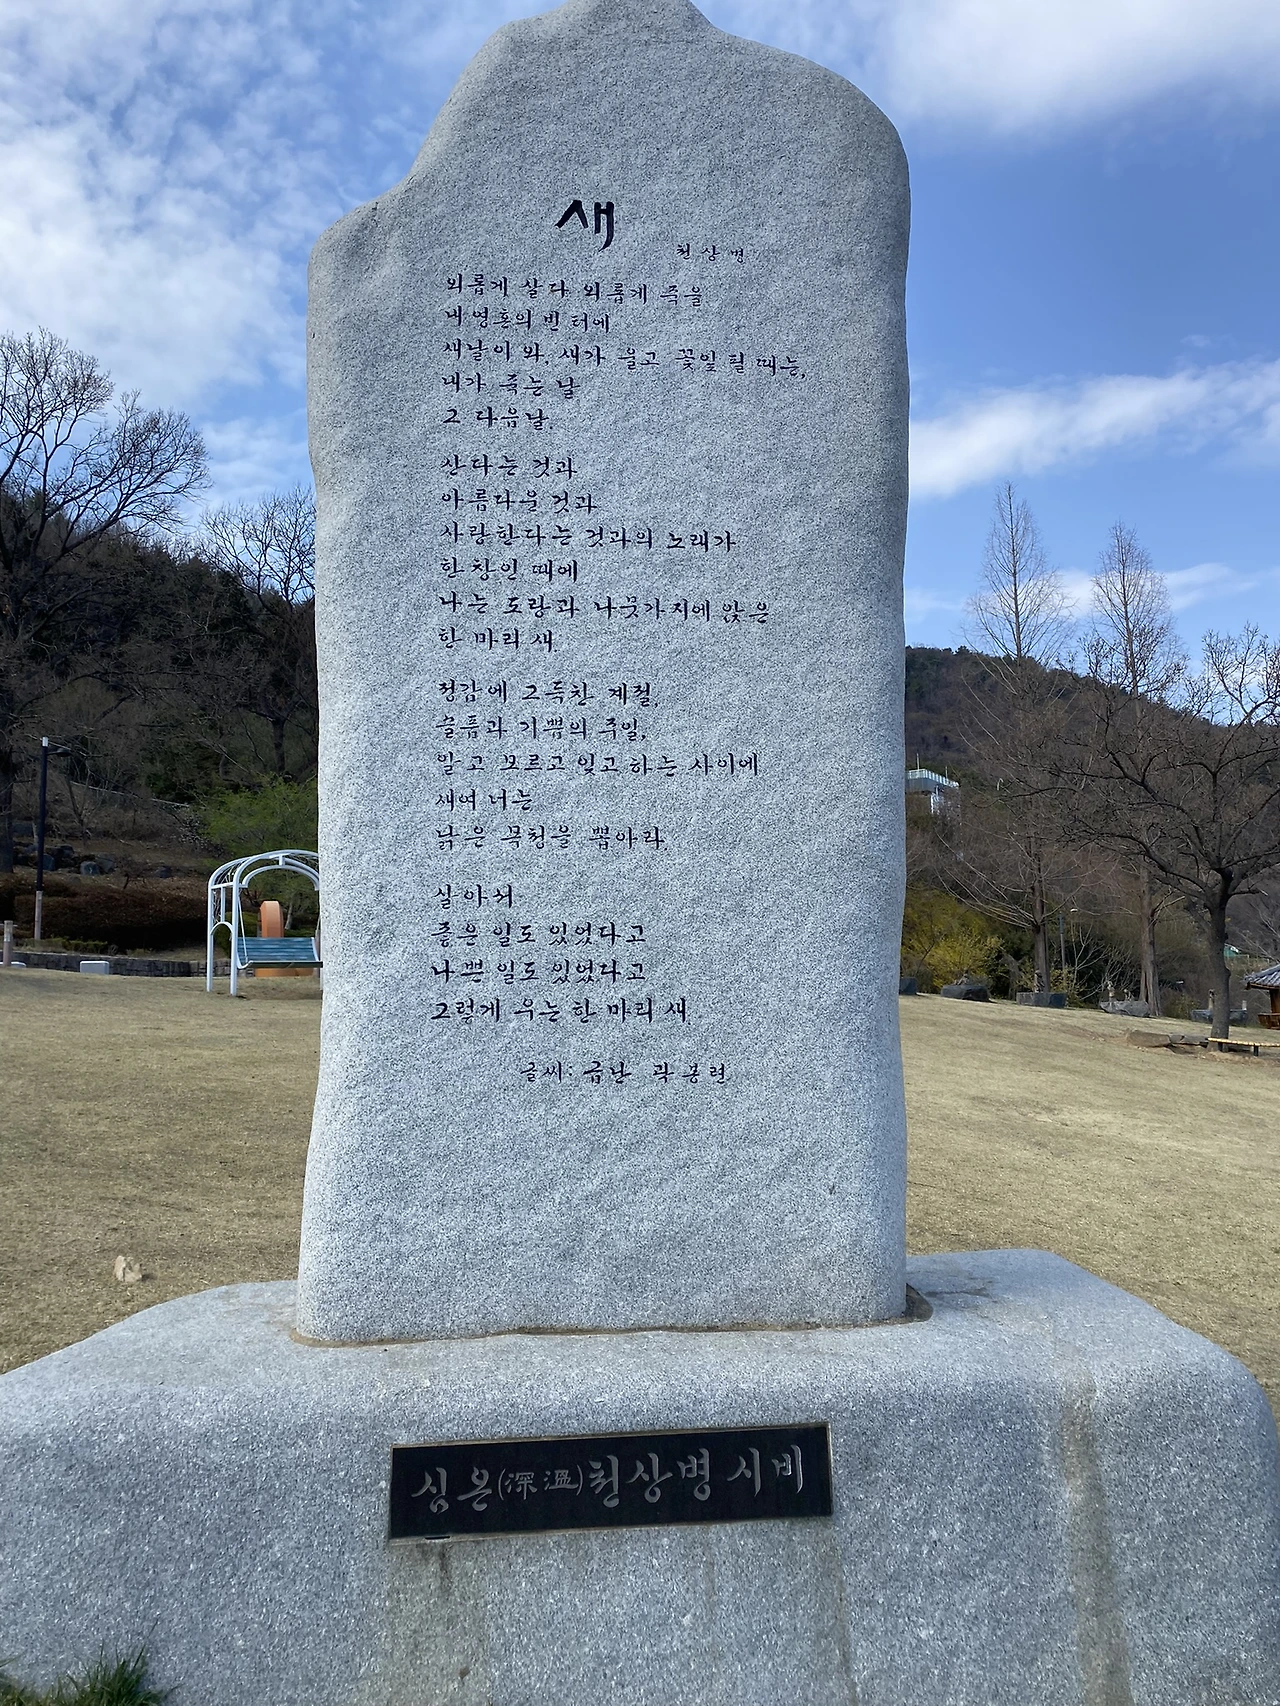 새
천상병
외롭게 살다 외롭게 죽을
내 영혼의 빈 터에
새날이 와, 새가 울고 꽃잎 필 때는,
내가 죽는 날
그 다음날.
산다는 것과
아름다운 것과
사랑한다는 것과의 노래가
한창인 때에
나는 도랑과 나뭇가지에 앉은
한 마리 새.
정감에 그득찬 계절,
슬픔과 기쁨의 주일,
알고 모르고 잊고 하는 사이에
새여 너는
낡은 목청을 뽑아라.
살아서
좋은 일도 있었다고
나쁜 일도 있었다고
그렇게 우는 한 마리 새.
글씨: 곽봉련
심온(深溫)천상병 시비